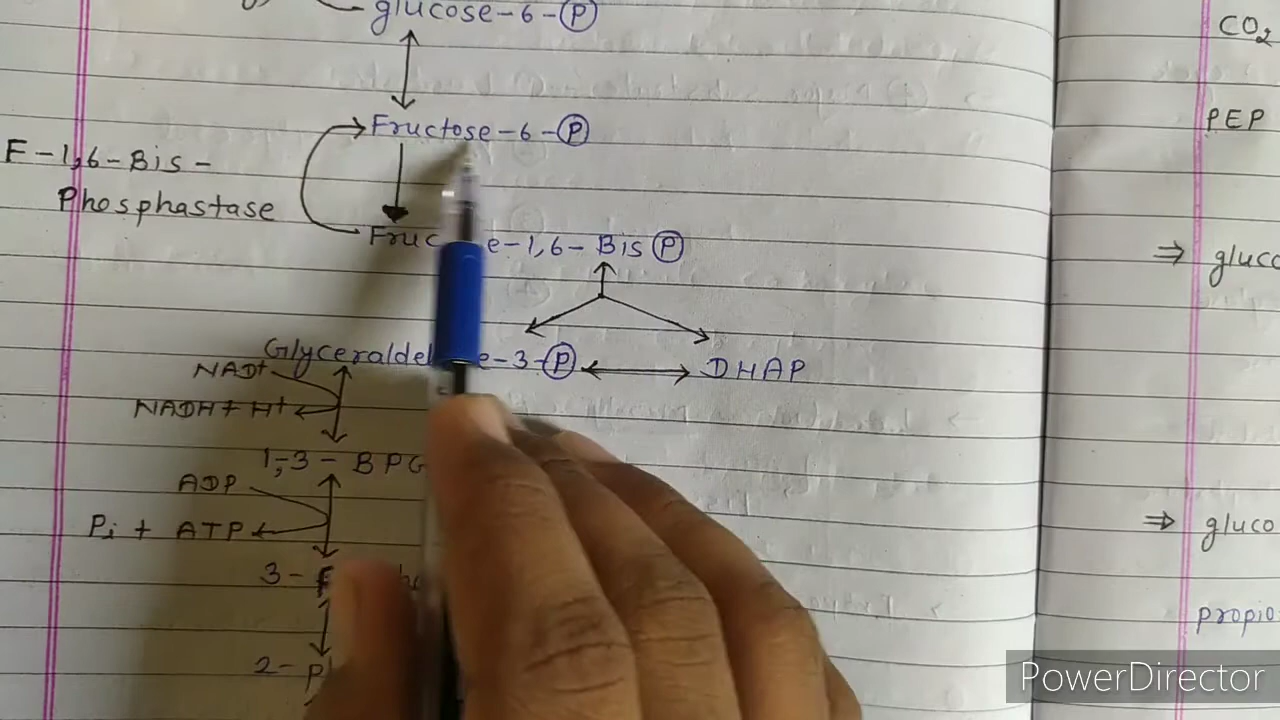 glucose-6-Ⓟ
Fructose-6-Ⓟ
F-1,6-Bis-
Phosphastase
Fruc e-1,6-Bis Ⓟ
Glyceralde e-3-Ⓟ
DHAP
NAD+
NADH+H+
1,3-BPG
ADP
Pi + ATP
3-
2-
CO2
PEP
⇒ gluco
⇒ gluco
propio
PowerDirector